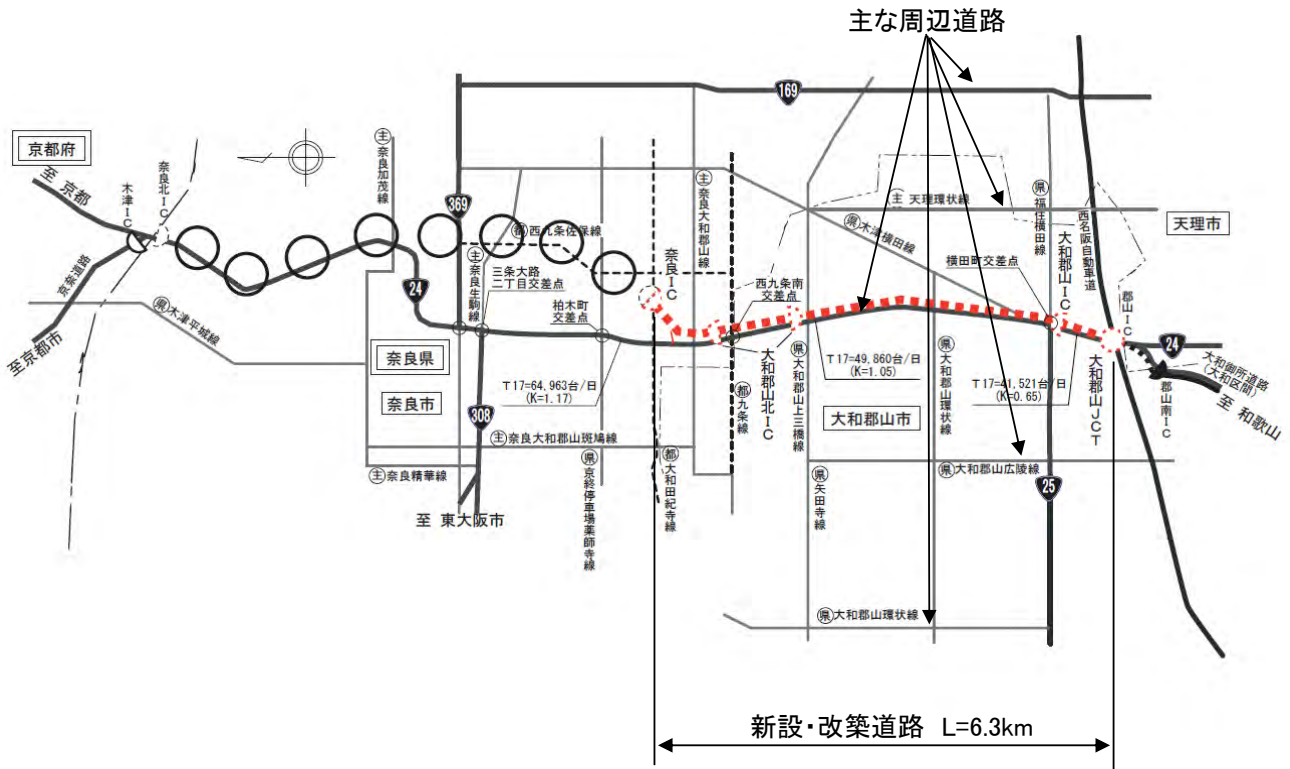 主な周辺道路
169
京都府
至 京都
木津IC
奈良北IC
京奈道路
至京都市
県木津平城線
主奈良加茂線
24
369
主奈良生駒線
三条大路
二丁目交差点
都西九条佐保線
柏木町
交差点
奈良IC
主奈良大和郡山線
西九条南
交差点
県木津横田線
主 天理環状線
県福住横田線
西名阪自動車道
天理市
横田町交差点
大和郡山IC
郡山IC
24
大和御所道路
(大和区間)
至 和歌山
郡山南IC
大和郡山JCT
奈良県
奈良市
308
T17=64,963台/日
(K=1.17)
大和郡山北IC
都九条線
県大和郡山上三橋線
T17=49,860台/日
(K=1.05)
大和郡山市
県大和郡山環状線
T17=41,521台/日
(K=0.65)
主奈良大和郡山斑鳩線
主奈良精華線
至 東大阪市
県京終停車場薬師寺線
都大和田紀寺線
県矢田寺線
県大和郡山広陵線
25
県大和郡山環状線
新設・改築道路 L=6.3km